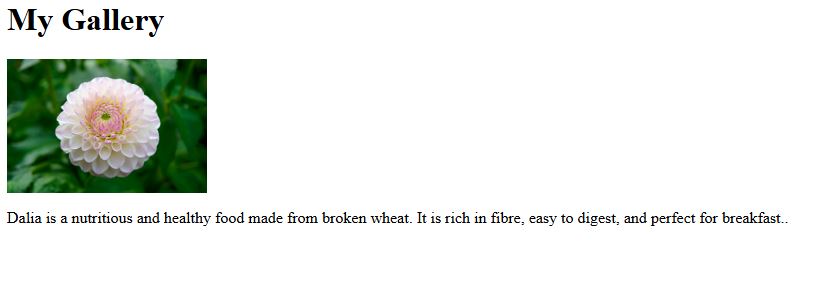 My Gallery
Dalia is a nutritious and healthy food made from broken wheat. It is rich in fibre, easy to digest, and perfect for breakfast..